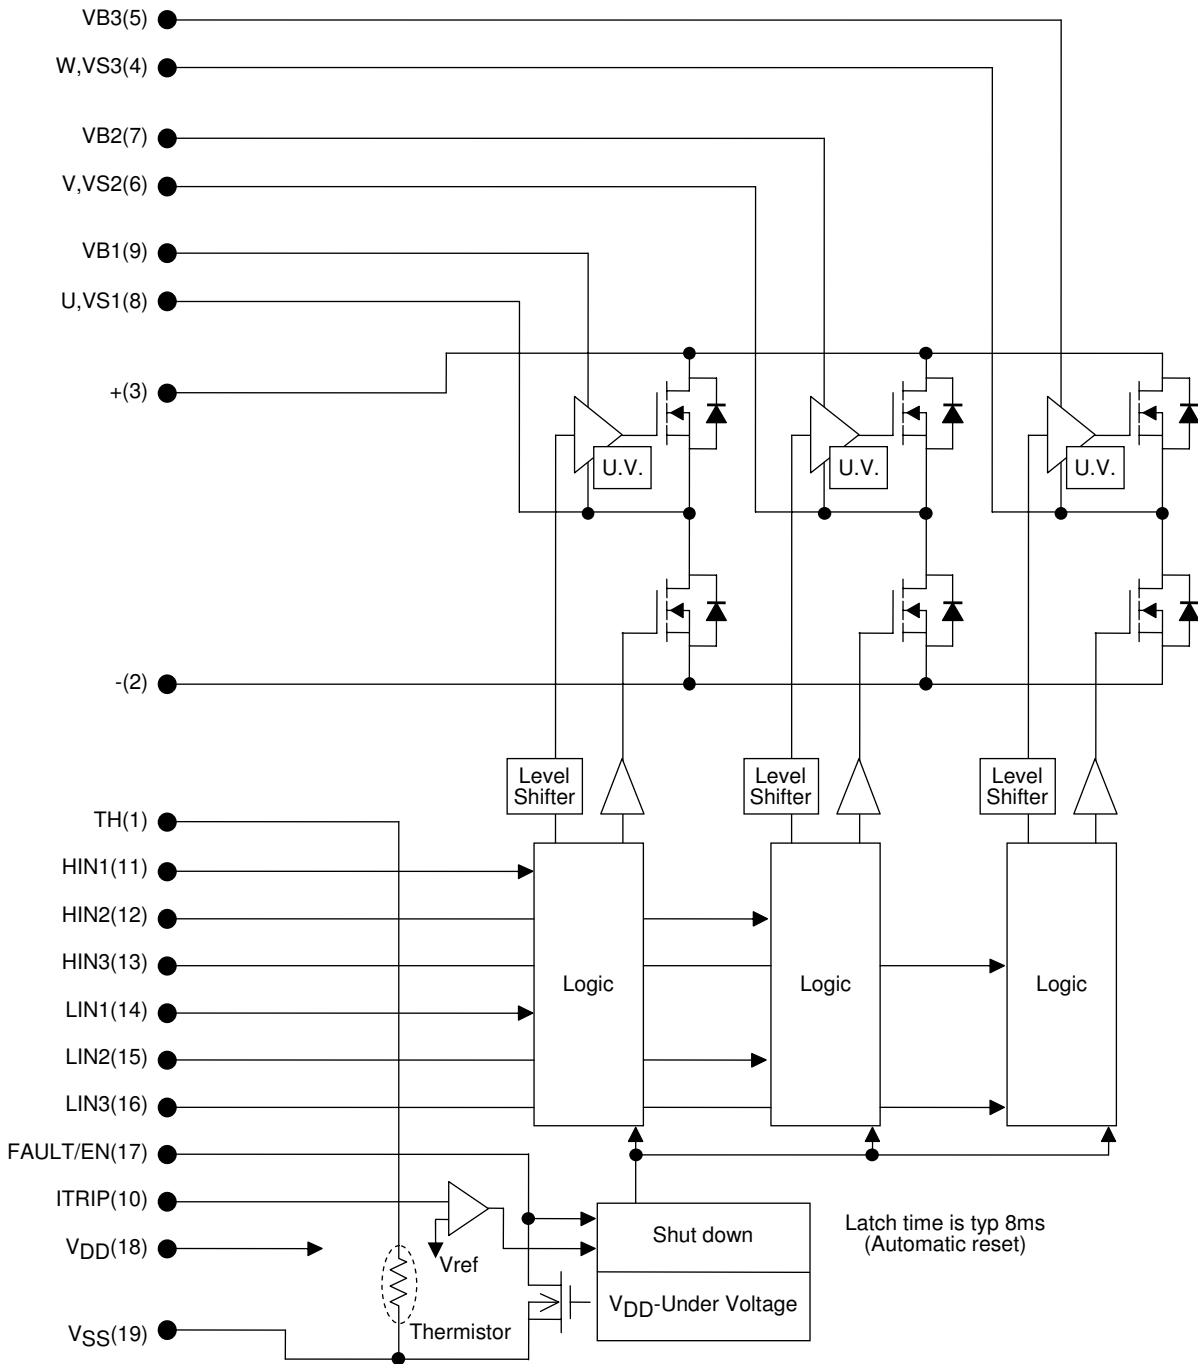 VB3(5)
W,VS3(4)
VB2(7)
V,VS2(6)
VB1(9)
U,VS1(8)
+(3)
U.V.
U.V.
U.V.
-(2)
Level
Shifter
Level
Shifter
Level
Shifter
TH(1)
HIN1(11)
HIN2(12)
HIN3(13)
Logic
Logic
Logic
LIN1(14)
LIN2(15)
LIN3(16)
FAULT/EN(17)
ITRIP(10)
Shut down
Latch time is typ 8ms
(Automatic reset)
VDD(18)
Vref
VDD-Under Voltage
Thermistor
VSS(19)